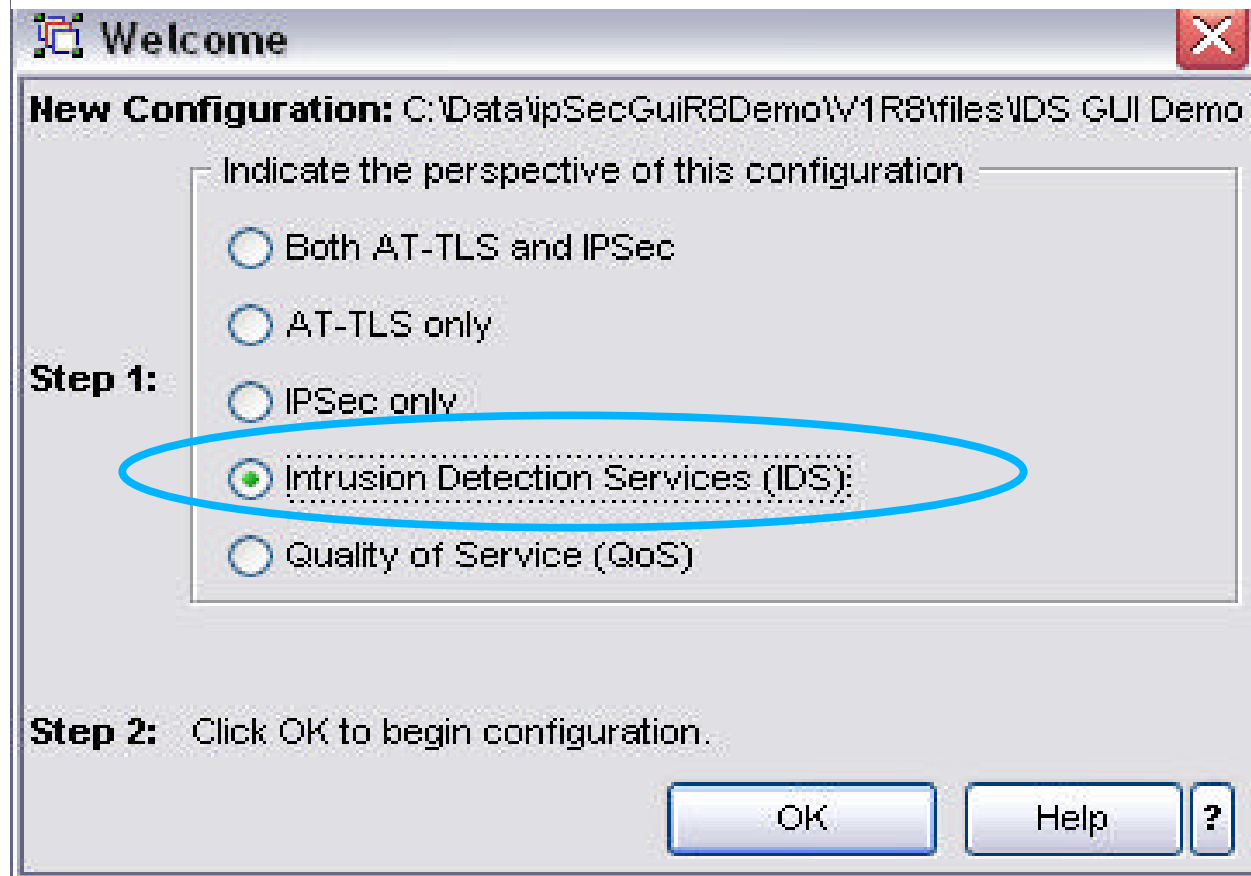 Welcome
New Configuration: C:\Data\ipSecGuiR8Demo\V1R8\files\IDS GUI Demo
Indicate the perspective of this configuration
Both AT-TLS and IPSec
AT-TLS only
Step 1:
IPSec only
Intrusion Detection Services (IDS)
Quality of Service (QoS)
Step 2: Click OK to begin configuration.
OK Help ?